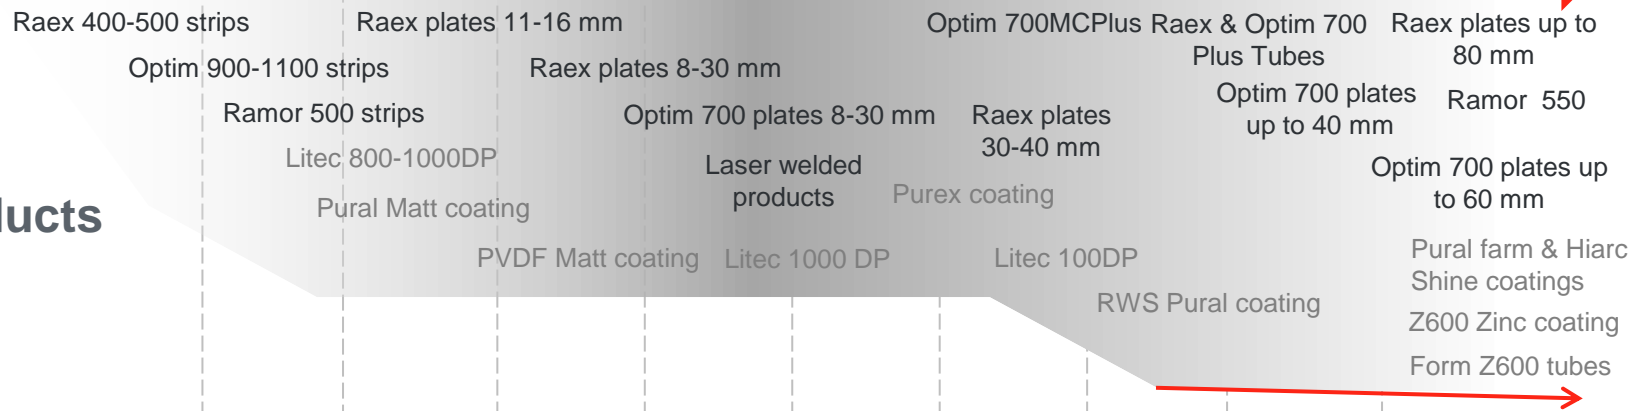 Raex 400-500 strips
Raex plates 11-16 mm
Optim 700MCPlus
Raex & Optim 700
Plus Tubes
Raex plates up to
80 mm
Optim 900-1100 strips
Raex plates 8-30 mm
Optim 700 plates
up to 40 mm
Ramor  550
Ramor 500 strips
Optim 700 plates 8-30 mm
Raex plates
30-40 mm
Litec 800-1000DP
Laser welded
products
Optim 700 plates up
to 60 mm
Purex coating
ducts
Pural Matt coating
PVDF Matt coating
Litec 1000 DP
Litec 100DP
Pural farm & Hiarc
Shine coatings
RWS Pural coating
Z600 Zinc coating
Form Z600 tubes